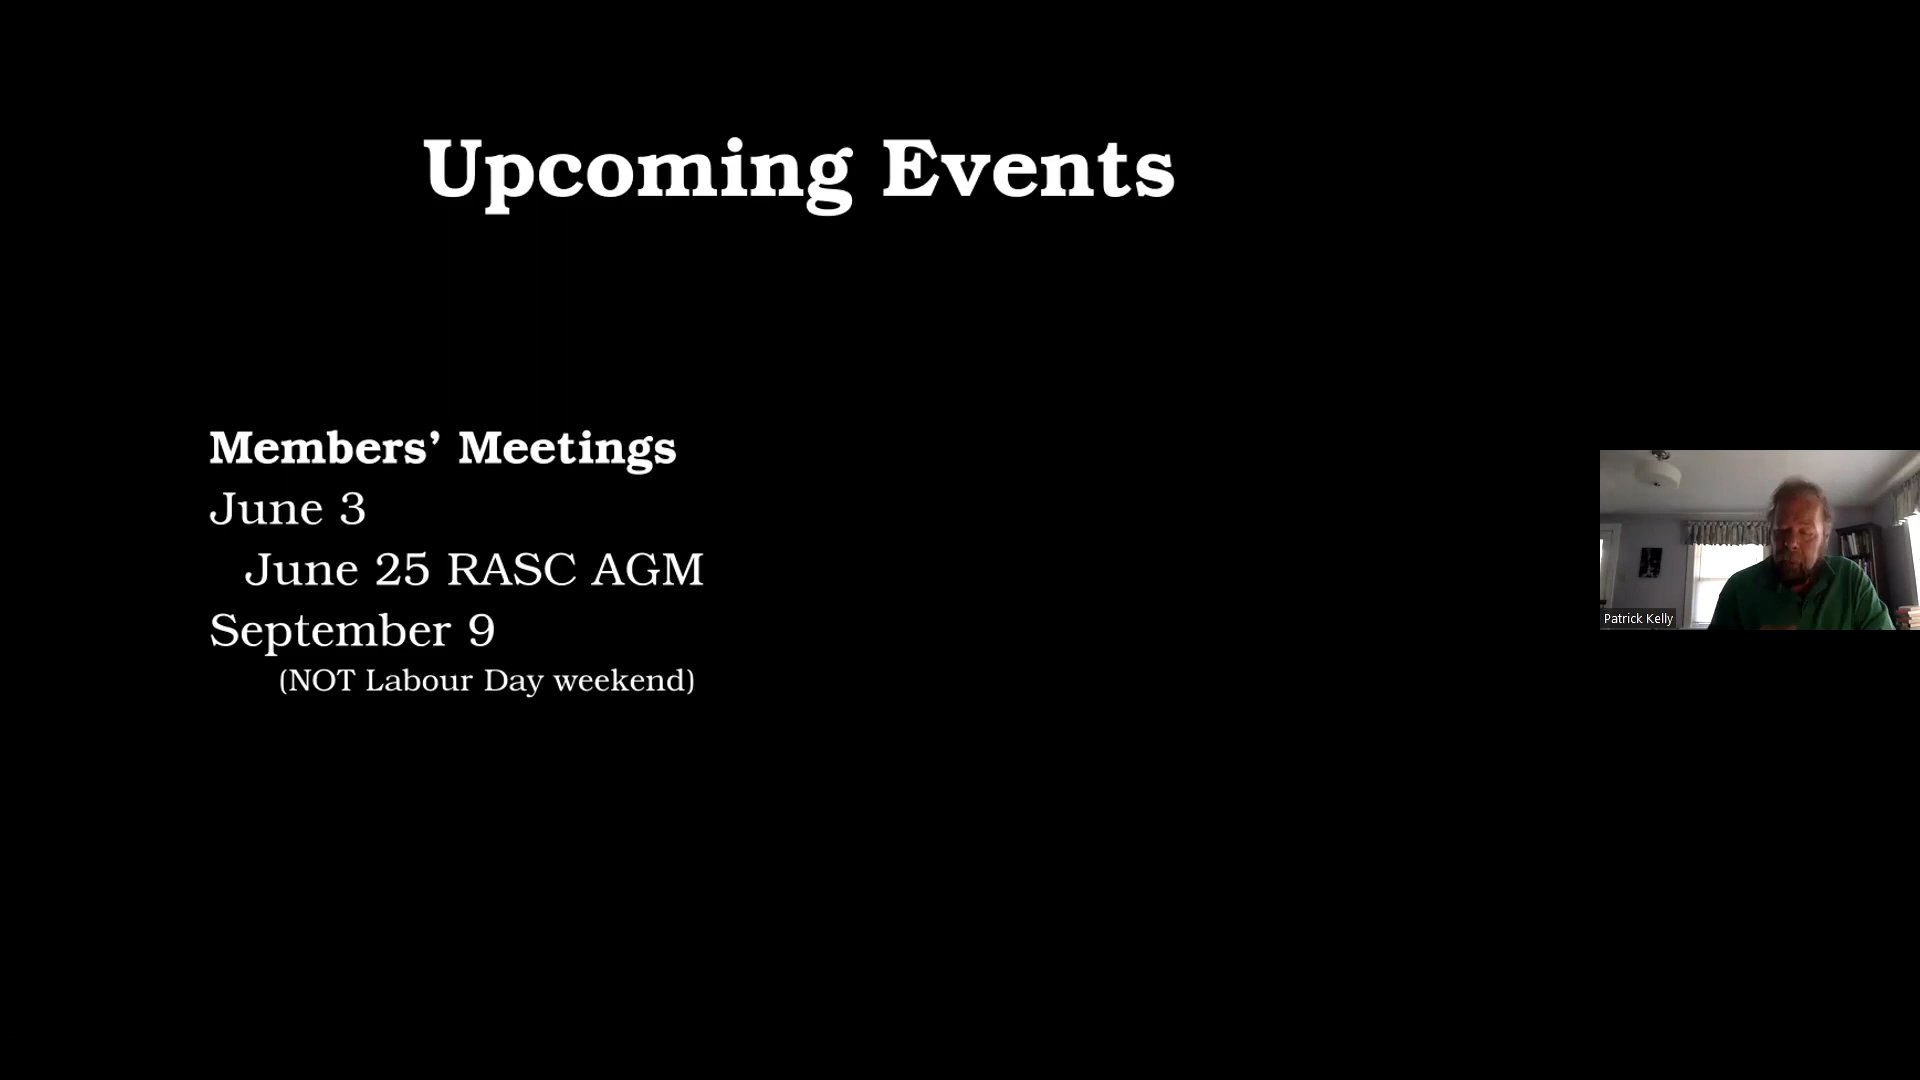 Upcoming Events
Members’ Meetings
June 3
June 25 RASC AGM
September 9
(NOT Labour Day weekend)
Patrick Kelly